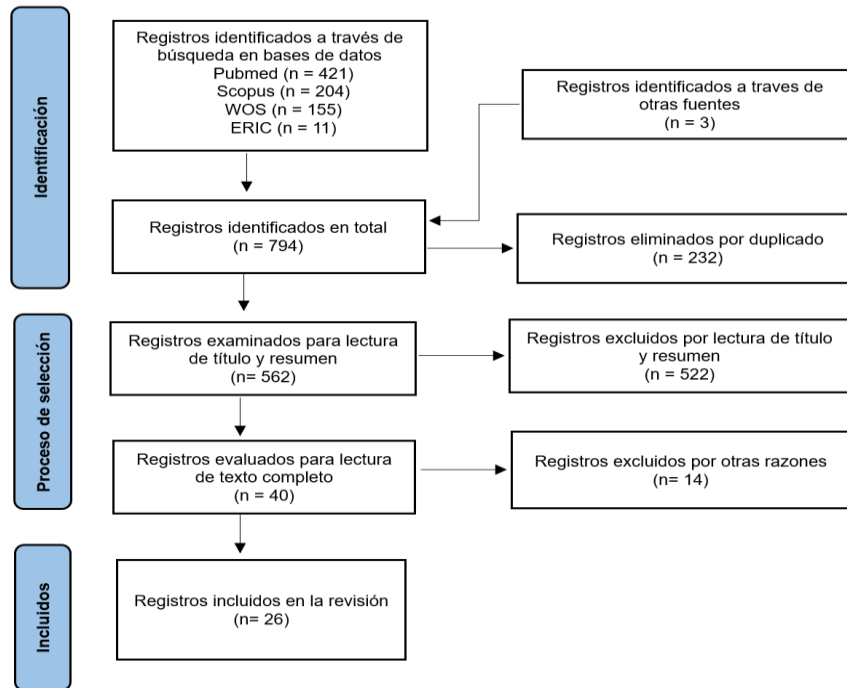 Identificación
Registros identificados a través de
búsqueda en bases de datos
Pubmed (n = 421)
Scopus (n = 204)
WOS (n = 155)
ERIC (n = 11)
Registros identificados a traves de
otras fuentes
(n = 3)
Registros identificados en total
(n = 794)
Registros eliminados por duplicado
(n = 232)
Proceso de selección
Registros examinados para lectura
de título y resumen
(n= 562)
Registros excluidos por lectura de título
y resumen
(n = 522)
Registros evaluados para lectura
de texto completo
(n = 40)
Registros excluidos por otras razones
(n= 14)
Incluidos
Registros incluidos en la revisión
(n= 26)